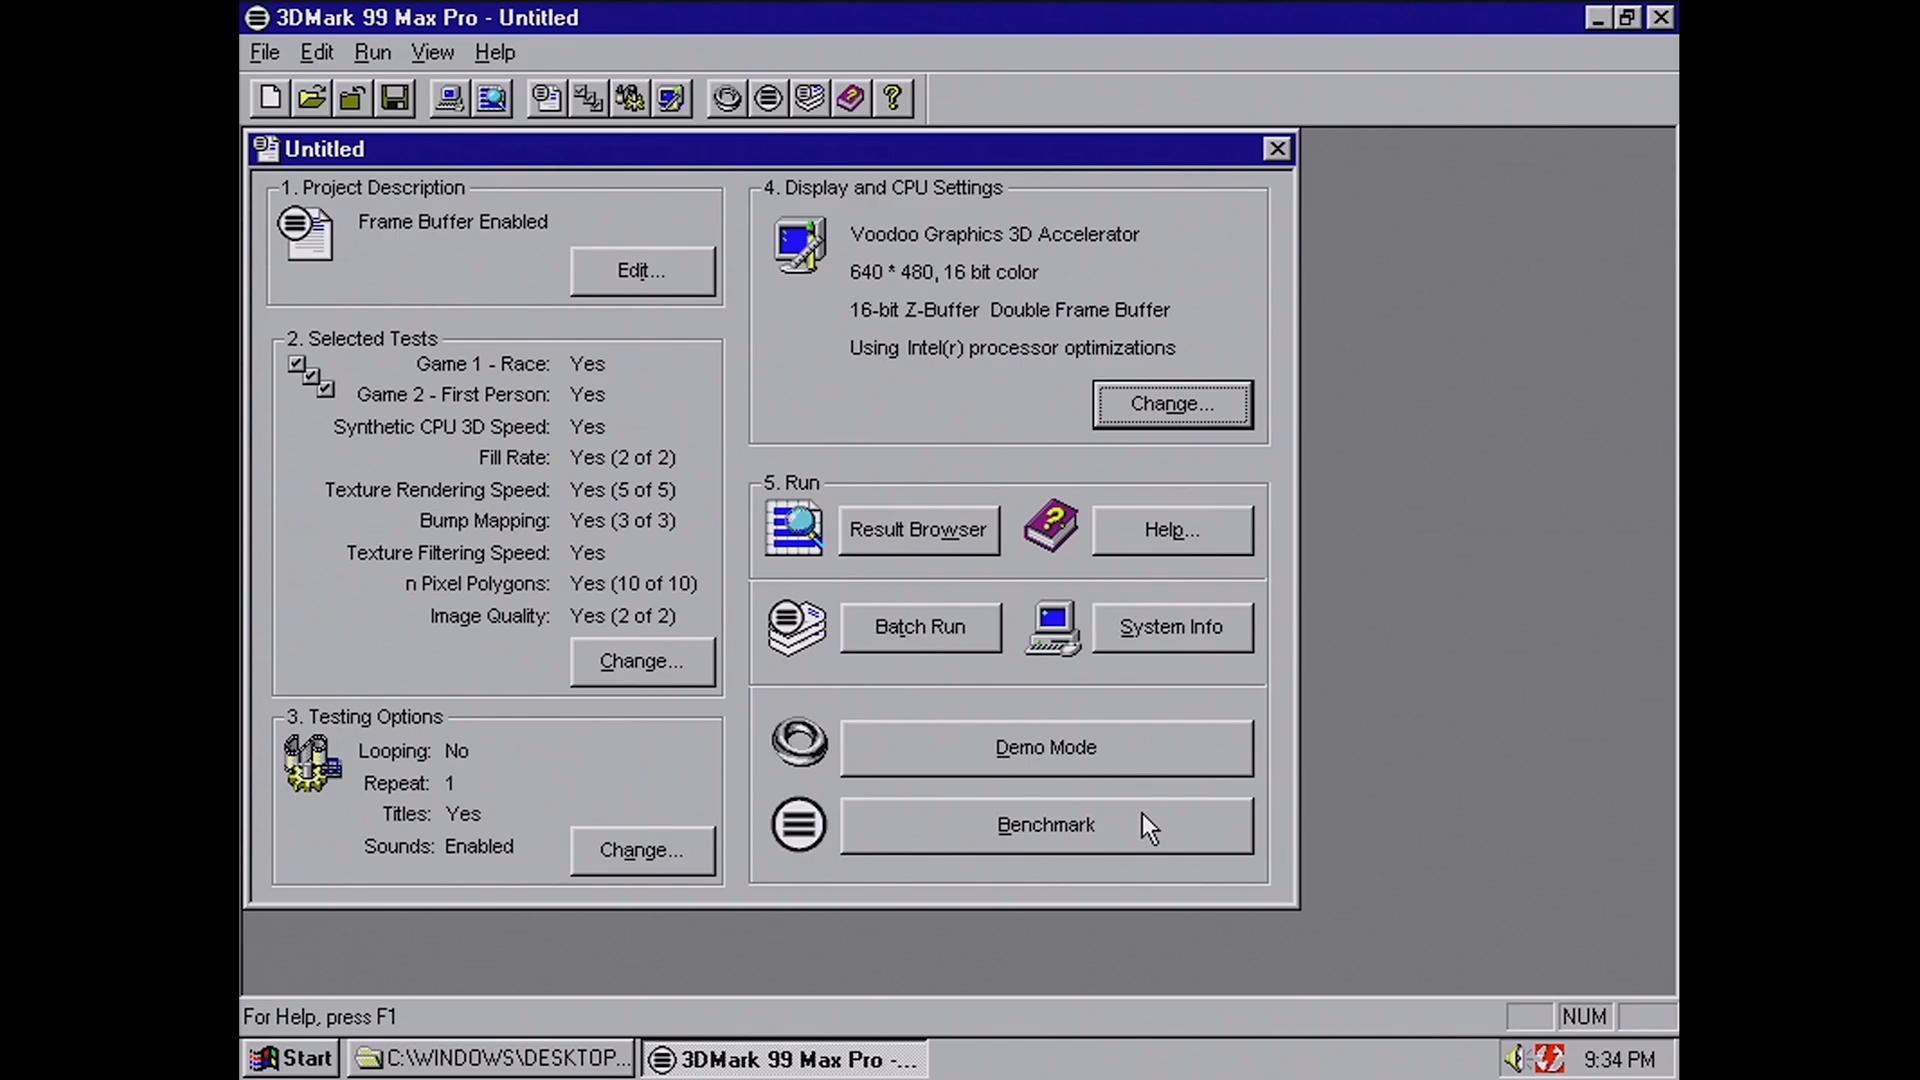 3DMark 99 Max Pro - Untitled
File Edit Run View Help
Untitled
1. Project Description
Frame Buffer Enabled
Edit...
2. Selected Tests
Game 1 - Race: Yes
Game 2 - First Person: Yes
Synthetic CPU 3D Speed: Yes
Fill Rate: Yes (2 of 2)
Texture Rendering Speed: Yes (5 of 5)
Bump Mapping: Yes (3 of 3)
Texture Filtering Speed: Yes
n Pixel Polygons: Yes (10 of 10)
Image Quality: Yes (2 of 2)
Change...
3. Testing Options
Looping: No
Repeat: 1
Titles: Yes
Sounds: Enabled
Change...
4. Display and CPU Settings
Voodoo Graphics 3D Accelerator
640 * 480, 16 bit color
16-bit Z-Buffer Double Frame Buffer
Using Intel(r) processor optimizations
Change...
5. Run
Result Browser Help...
Batch Run System Info
Demo Mode
Benchmark
For Help, press F1 NUM
Start C:\WINDOWS\DESKTOP... 3DMark 99 Max Pro -... 9:34 PM